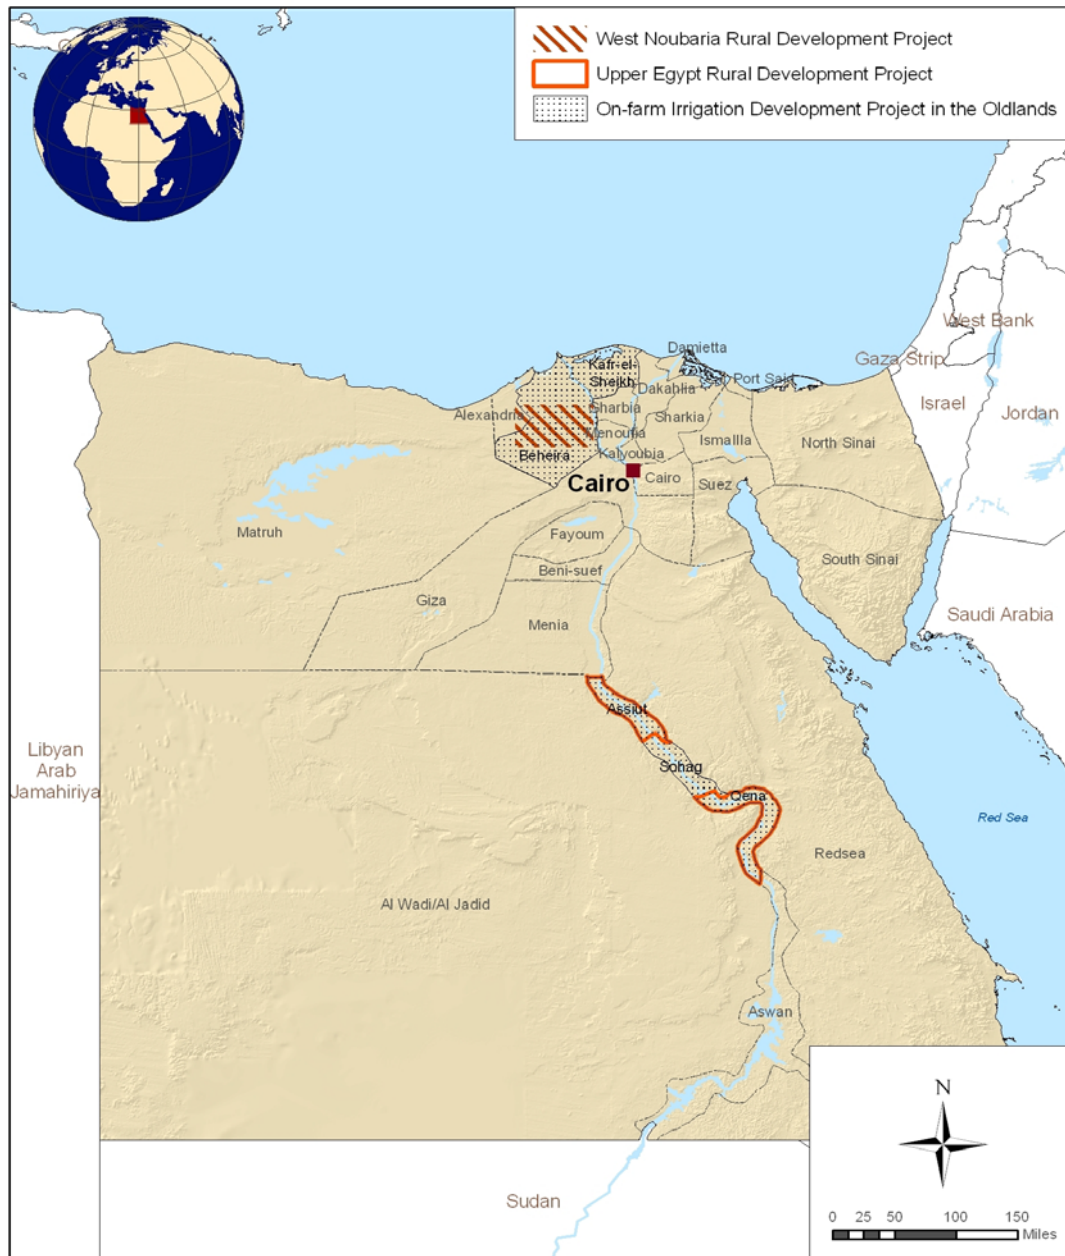 West Noubaria Rural Development Project
Upper Egypt Rural Development Project
On-farm Irrigation Development Project in the Oldlands
West Bank
Gaza Strip
Israel
Jordan
Damietta
Kafr-el-
Sheikh
Port Said
Dakahlia
Alexandria
Gharbia
Sharkia
Menoufia
Ismallla
North Sinai
Beheira
Kalyoubia
Cairo
Cairo
Suez
Matruh
Fayoum
South Sinai
Beni-suef
Giza
Menia
Saudi Arabia
Assiut
Libyan
Arab
Jamahiriya
Sohag
Qena
Red Sea
Redsea
Al Wadi/Al Jadid
Aswan
Sudan
N
0 25 50 100 150
Miles